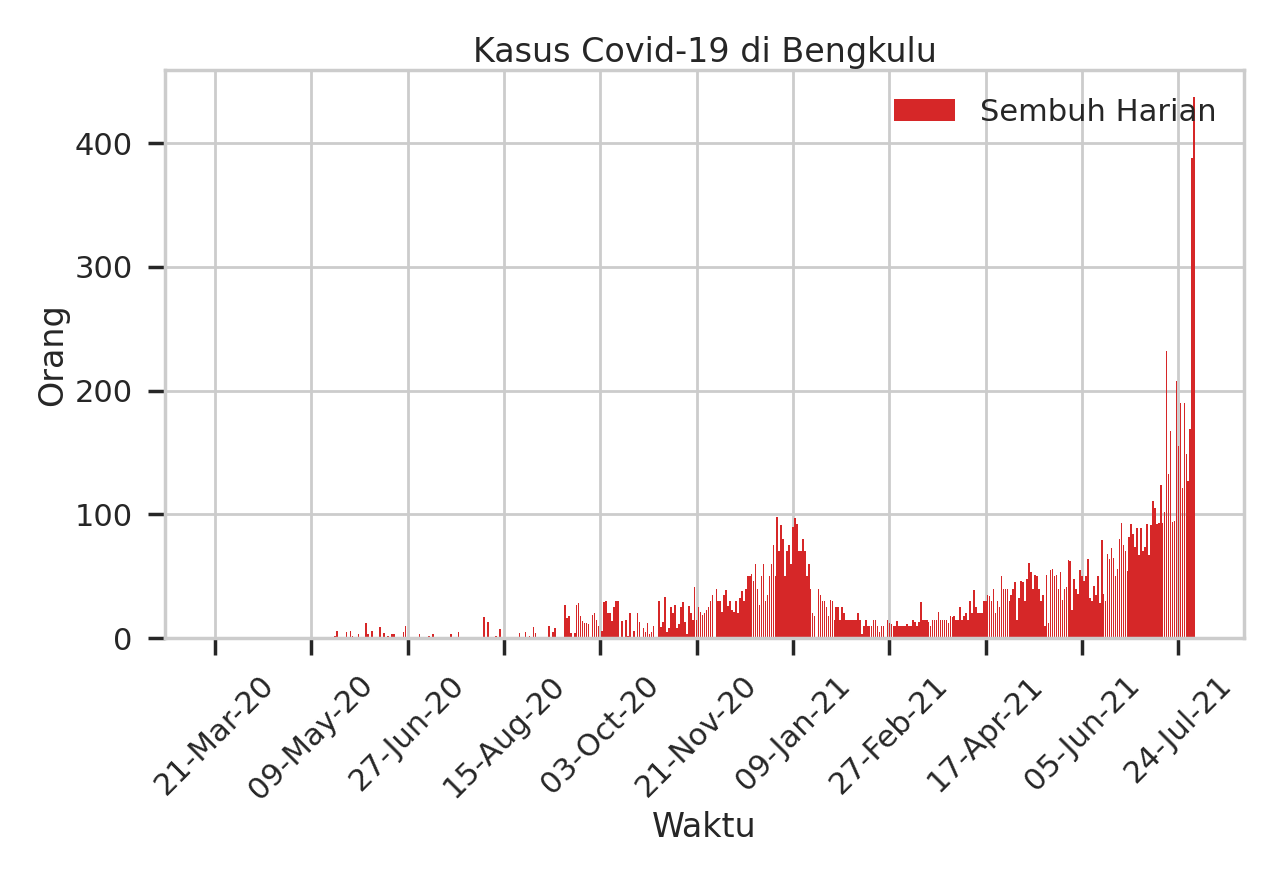 Kasus Covid-19 di Bengkulu
Sembuh Harian
Orang
400
300
200
100
0
21-Mar-20
09-May-20
27-Jun-20
15-Aug-20
03-Oct-20
21-Nov-20
09-Jan-21
27-Feb-21
17-Apr-21
05-Jun-21
24-Jul-21
Waktu